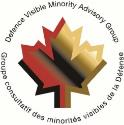 Defence Visible Minority Advisory Group
Groupe consultatif des minorités visibles de la Défense